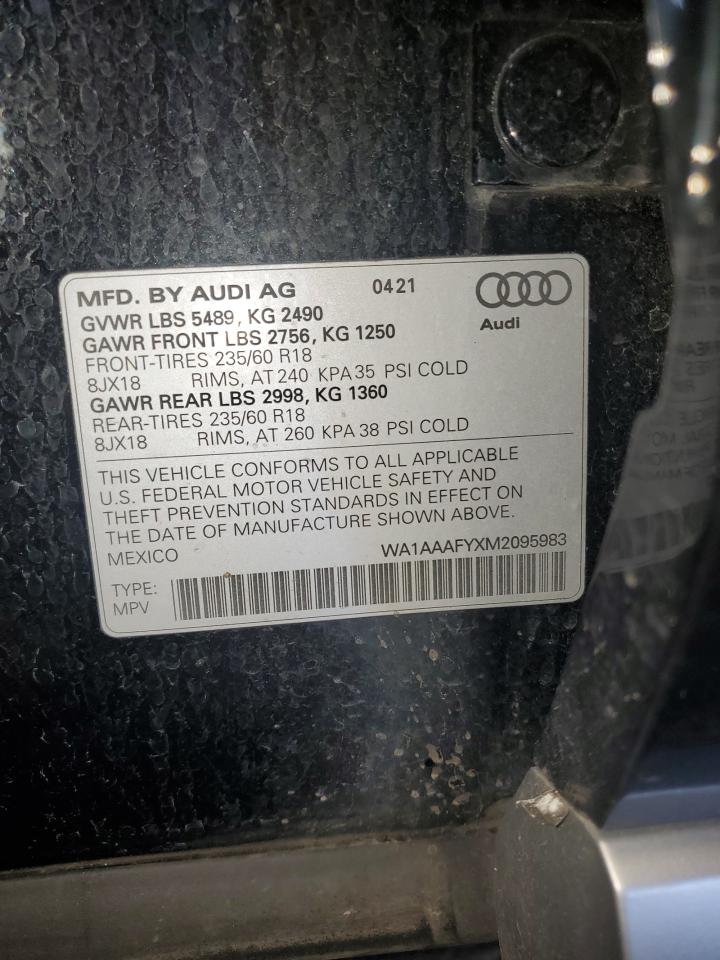 MFD. BY AUDI AG 0421
GVWR LBS 5489, KG 2490
Audi
GAWR FRONT LBS 2756, KG 1250
FRONT-TIRES 235/60 R18
8JX18 RIMS, AT 240 KPA 35 PSI COLD
GAWR REAR LBS 2998, KG 1360
REAR-TIRES 235/60 R18
8JX18 RIMS, AT 260 KPA 38 PSI COLD
THIS VEHICLE CONFORMS TO ALL APPLICABLE
U.S. FEDERAL MOTOR VEHICLE SAFETY AND
THEFT PREVENTION STANDARDS IN EFFECT ON
THE DATE OF MANUFACTURE SHOWN ABOVE.
MEXICO WA1AAAFYXM2095983
TYPE:
MPV